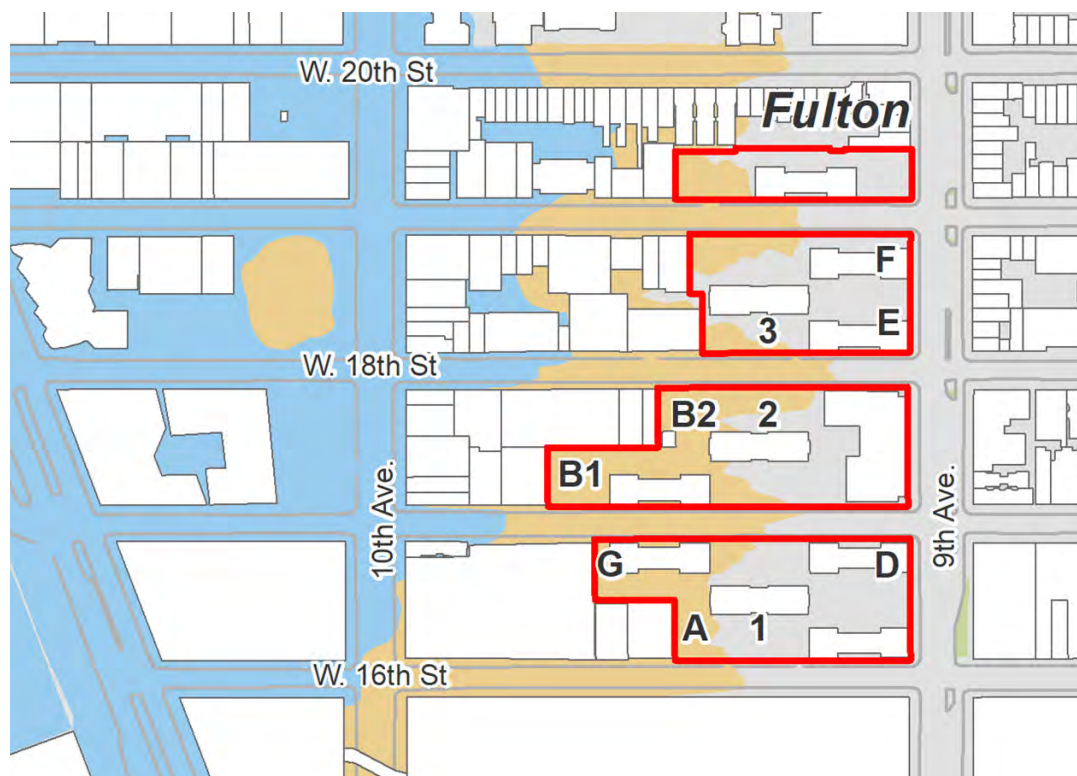 W. 20th St
Fulton
F
3
E
W. 18th St
B2
2
B1
10th Ave.
9th Ave.
G
D
A
1
W. 16th St